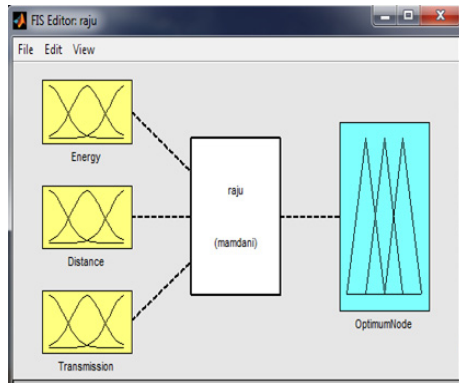 FIS Editor: raju
File Edit View
Energy
Distance
Transmission
raju
(mamdani)
OptimumNode